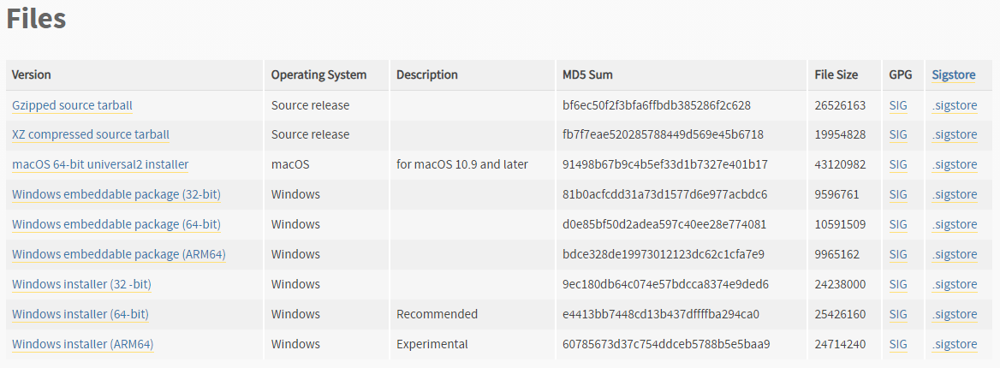 Files
Version Operating System Description MD5 Sum File Size GPG Sigstore
Gzipped source tarball Source release bf6ec50f2f3bfa6ffbdb385286f2c628 26526163 SIG .sigstore
XZ compressed source tarball Source release fb7f7eae520285788449d569e45b6718 19954828 SIG .sigstore
macOS 64-bit universal2 installer macOS for macOS 10.9 and later 91498b67b9c4b5ef33d1b7327e401b17 43120982 SIG .sigstore
Windows embeddable package (32-bit) Windows 81b0acfcdd31a73d1577d6e977acbdc6 9596761 SIG .sigstore
Windows embeddable package (64-bit) Windows d0e85bf50d2adea597c40ee28e774081 10591509 SIG .sigstore
Windows embeddable package (ARM64) Windows bdce328de19973012123dc62c1cfa7e9 9965162 SIG .sigstore
Windows installer (32 -bit) Windows 9ec180db64c074e57bdcca8374e9ded6 24238000 SIG .sigstore
Windows installer (64-bit) Windows Recommended e4413bb7448cd13b437dffffba294ca0 25426160 SIG .sigstore
Windows installer (ARM64) Windows Experimental 60785673d37c754ddceb5788b5e5baa9 24714240 SIG .sigstore